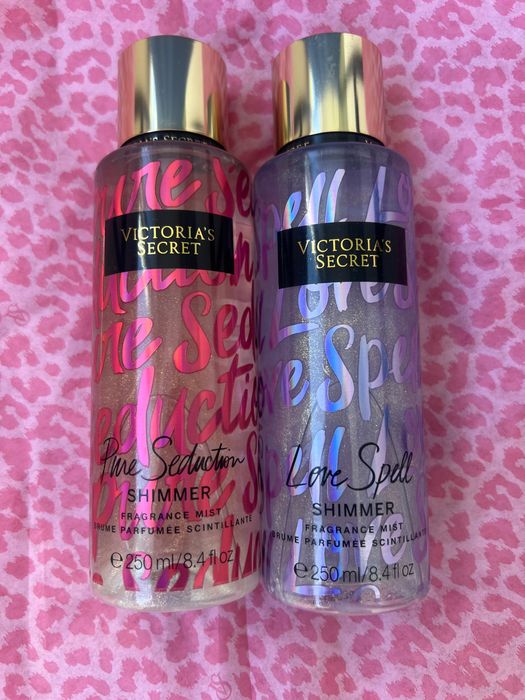 VICTORIA'S
SECRET
Pure Seduction
SHIMMER
FRAGRANCE MIST
BRUME PARFUMÉE SCINTILLANTE
e 250 ml/8.4 fl oz
VICTORIA'S
SECRET
Love Spell
SHIMMER
FRAGRANCE MIST
BRUME PARFUMÉE SCINTILLANTE
e 250 ml/8.4 fl oz